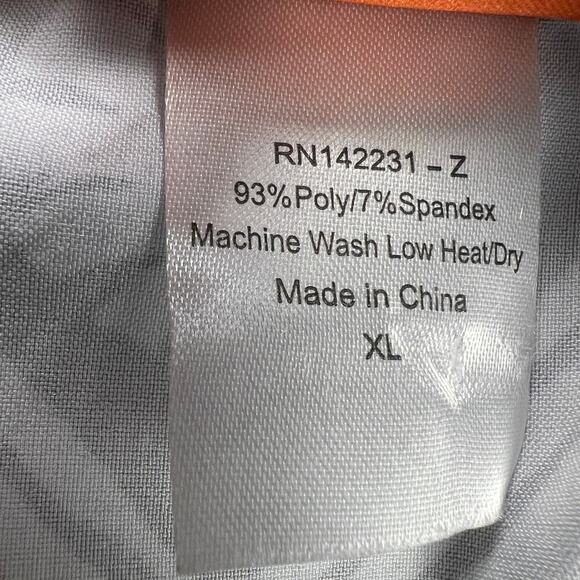 RN142231 – Z
93%Poly/7%Spandex
Machine Wash Low Heat/Dry
Made in China
XL